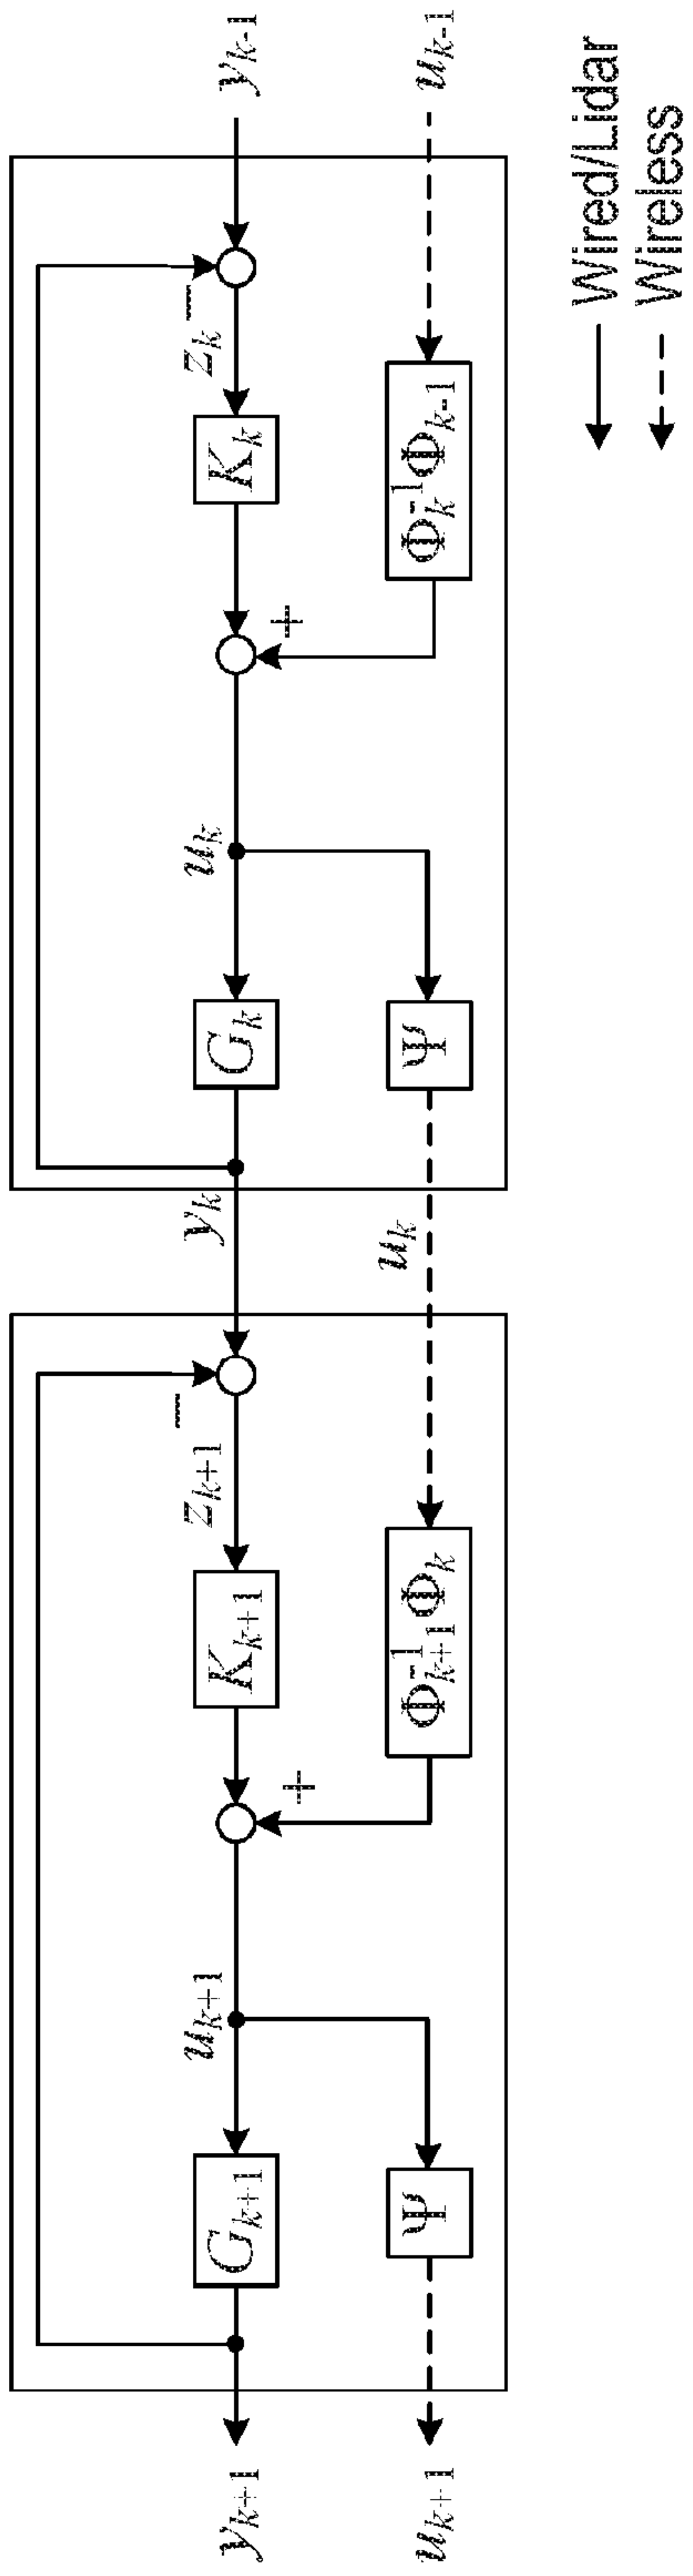 y_{k-1}
u_{k-1}
−
z_k
K_k
Φ_k^{-1}Φ_{k-1}
+
u_k
G_k
Ψ
y_k
u_k
−
z_{k+1}
K_{k+1}
Φ_{k+1}^{-1}Φ_k
+
u_{k+1}
G_{k+1}
Ψ
y_{k+1}
u_{k+1}
Wired/Lidar
Wireless